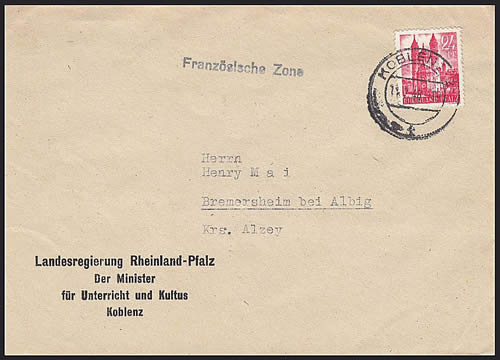 Französische Zone
24
KOBLENZ
Herrn
Henry M a i
Bremersheim bei Albig
Krs. Alzey
Landesregierung Rheinland-Pfalz
Der Minister
für Unterricht und Kultus
Koblenz